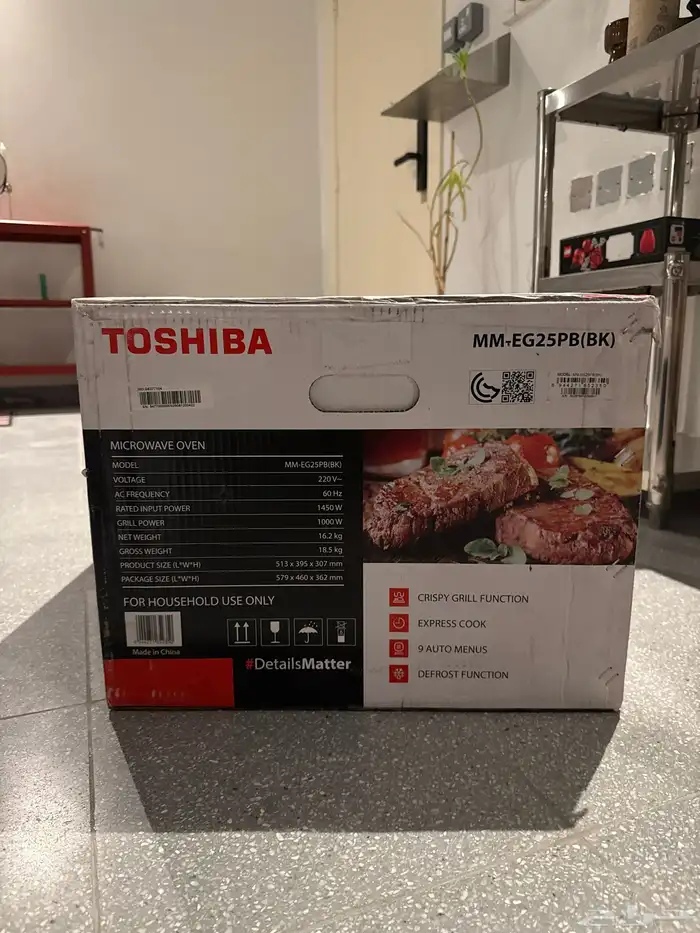 TOSHIBA
MM-EG25PB(BK)
MICROWAVE OVEN
MODEL MM-EG25PB(BK)
VOLTAGE 220 V~
AC FREQUENCY 60 Hz
RATED INPUT POWER 1450 W
GRILL POWER 1000 W
NET WEIGHT 16.2 kg
GROSS WEIGHT 18.5 kg
PRODUCT SIZE (L*W*H) 513 x 395 x 307 mm
PACKAGE SIZE (L*W*H) 579 x 460 x 362 mm
FOR HOUSEHOLD USE ONLY
Made in China
#DetailsMatter
CRISPY GRILL FUNCTION
EXPRESS COOK
9 AUTO MENUS
DEFROST FUNCTION